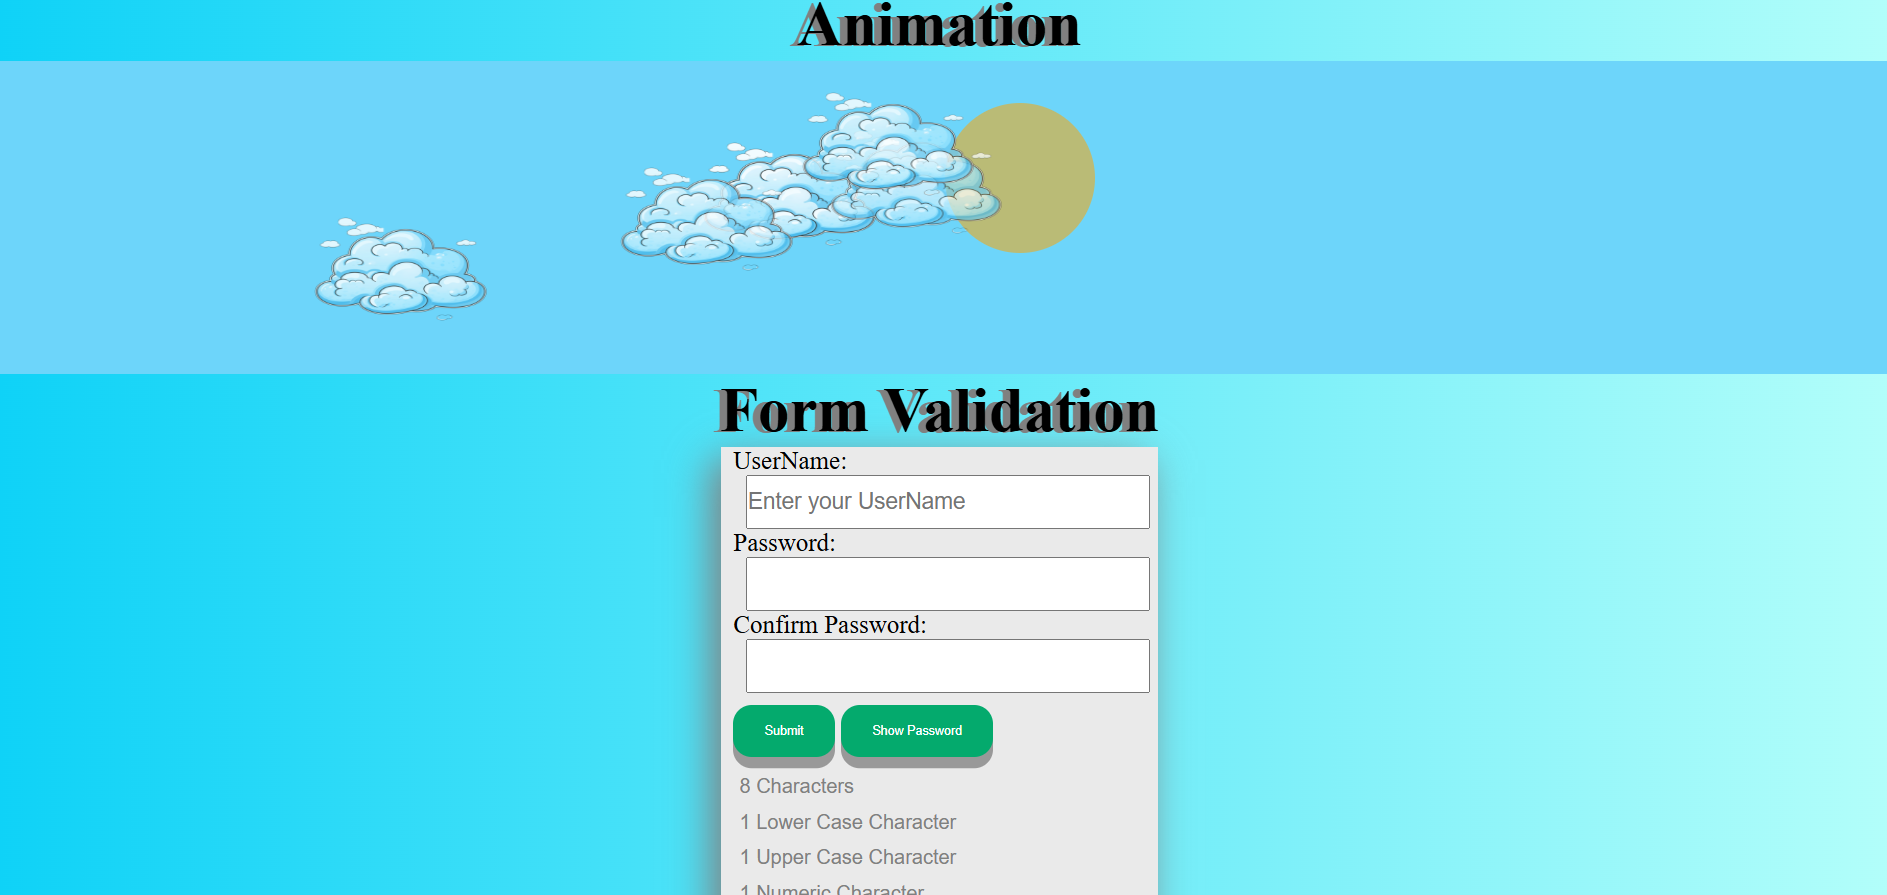 Animation
Form Validation
UserName:
Enter your UserName
Password:
Confirm Password:
Submit Show Password
8 Characters
1 Lower Case Character
1 Upper Case Character
1 Numeric Character